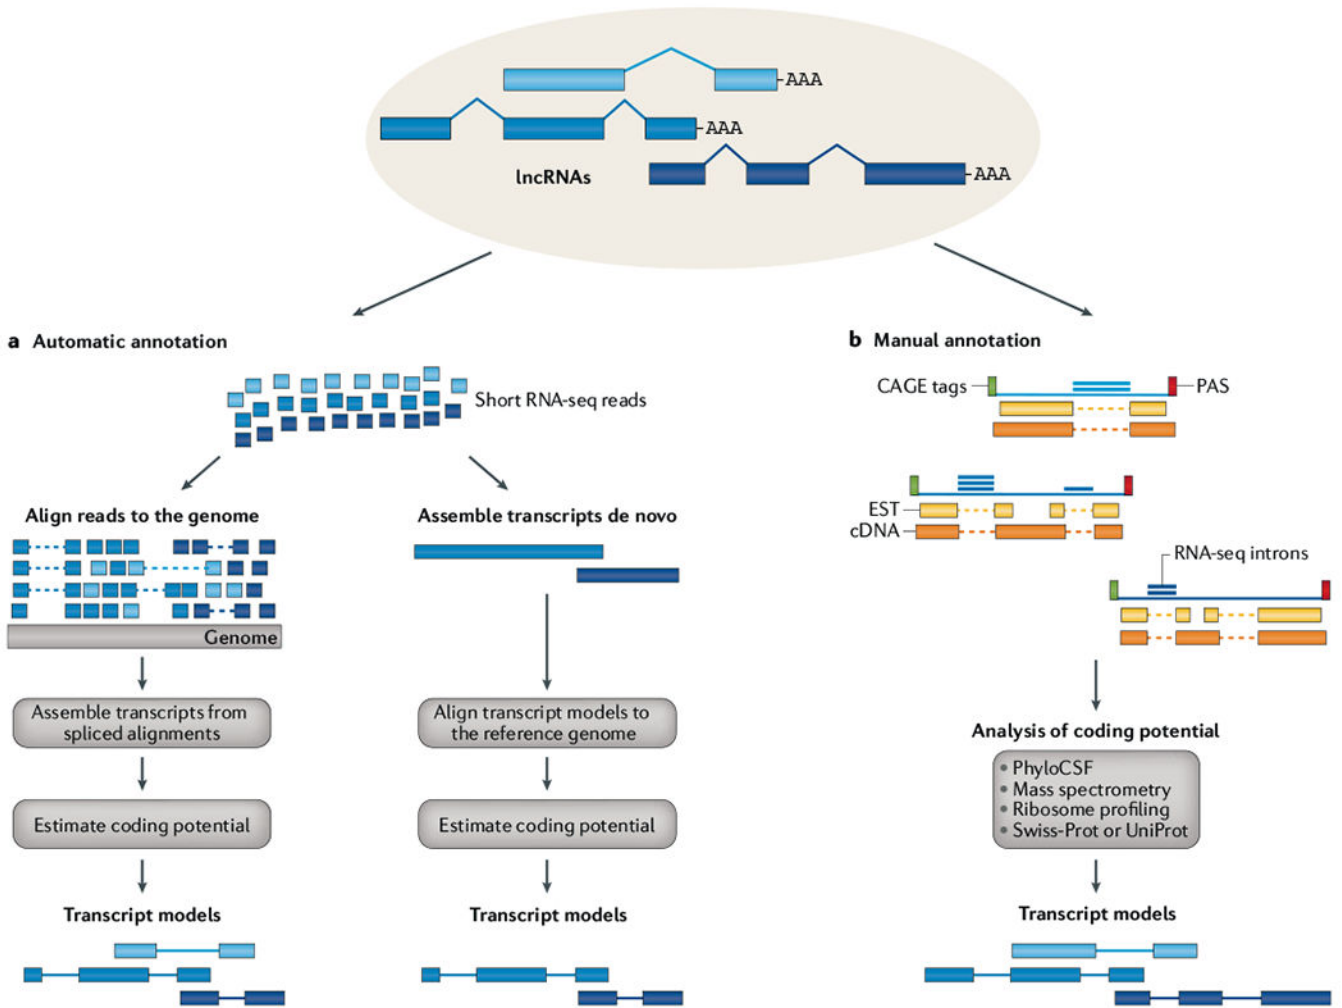 AAA
AAA
lncRNAs
AAA
a Automatic annotation
Short RNA-seq reads
Align reads to the genome
Genome
Assemble transcripts from
spliced alignments
Estimate coding potential
Transcript models
Assemble transcripts de novo
Align transcript models to
the reference genome
Estimate coding potential
Transcript models
b Manual annotation
CAGE tags
PAS
EST
cDNA
RNA-seq introns
Analysis of coding potential
• PhyloCSF
• Mass spectrometry
• Ribosome profiling
• Swiss-Prot or UniProt
Transcript models